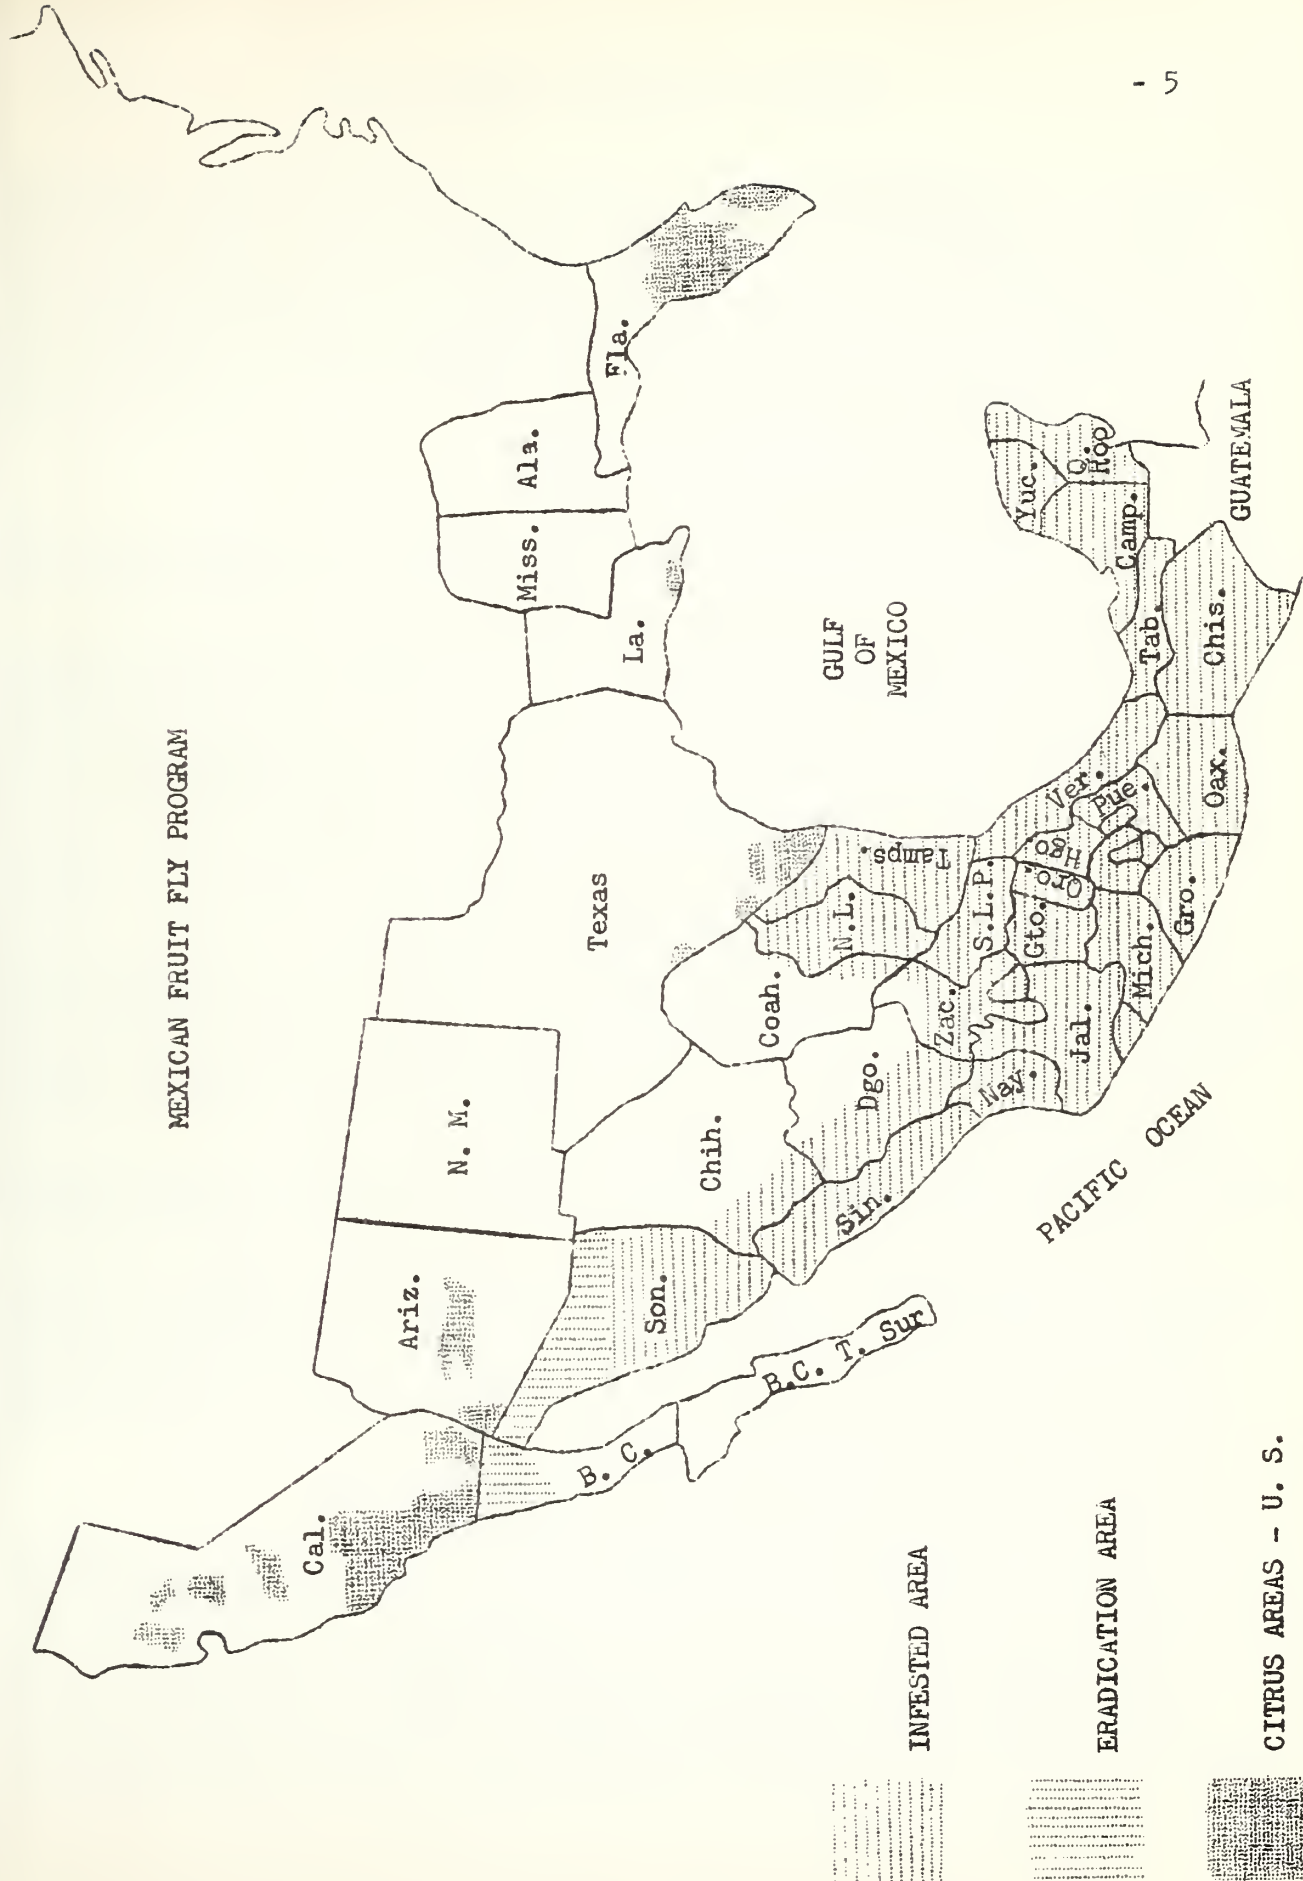 - 5
MEXICAN FRUIT FLY PROGRAM
Cal.
Ariz.
N. M.
Texas
La.
Miss.
Ala.
Fla.
B. C.
B.C. T. Sur
Son.
Chih.
Coah.
N.L.
Tamps.
Sin.
Dgo.
Zac.
S.L.P.
Nay.
Jal.
Gto.
Qro.
Hgo
Ver.
Pue.
Mich.
Gro.
Oax.
Tab.
Chis.
Camp.
Yuc.
Q.
Roo
GULF
OF
MEXICO
GUATEMALA
PACIFIC OCEAN
INFESTED AREA
ERADICATION AREA
CITRUS AREAS - U. S.